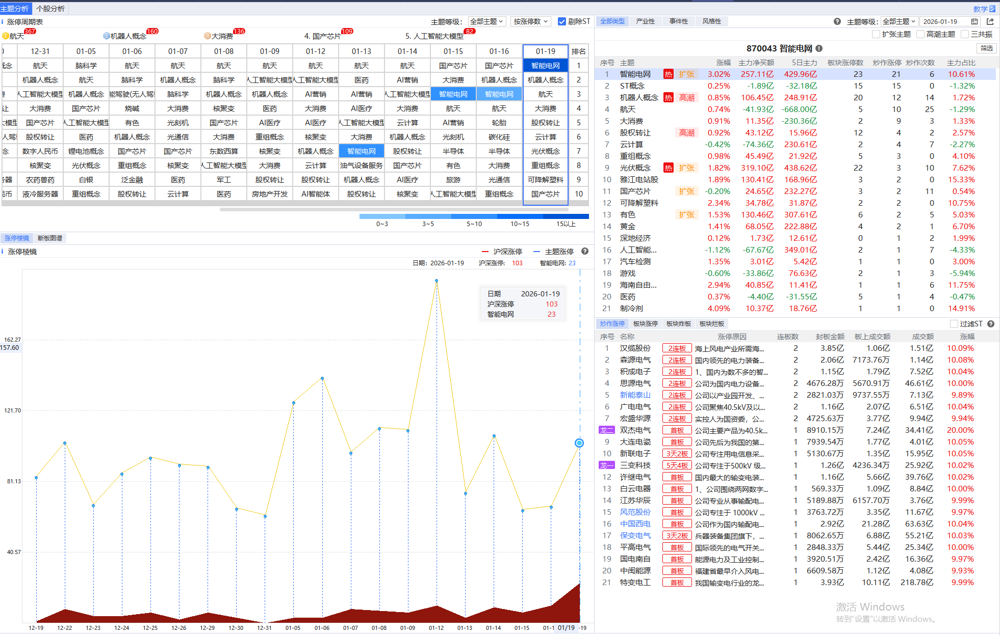 主题分析 个股分析 教学
涨停周期表 主题等级： 全部主题 按涨停数 剔除ST
1 航天 367 2 机器人概念 160 3 大消费 136 4. 国产芯片 109 5. 人工智能大模型 82
12-31 01-05 01-06 01-07 01-08 01-09 01-12 01-13 01-14 01-15 01-16 01-19 排名
航天 脑科学 航天 航天 航天 航天 航天 航天 航天 国产芯片 国产芯片 智能电网 1
机器人概念 航天 脑科学 机器人概念 脑科学 人工智能大模型 人工智能大模型 医药 AI营销 大消费 机器人概念 机器人概念 2
人工智能大模型 机器人概念 能驾驶(无人驾 脑科学 机器人概念 机器人概念 AI营销 AI营销 人工智能大模型 智能电网 智能电网 航天 3
大消费 国产芯片 烧碱 大消费 核聚变 医药 大消费 AI医疗 大消费 航天 航天 大消费 4
国产芯片 人工智能大模型 有色 光刻机 国产芯片 AI医疗 AI医疗 人工智能大模型 云计算 AI营销 轮胎 股权转让 5
股权转让 医药 机器人概念 光通信 大消费 重组概念 核聚变 大消费 机器人概念 光刻机 碳化硅 云计算 6
数字人民币 锂电池概念 国产芯片 国产芯片 东数西算 核聚变 机器人概念 智能电网 股权转让 半导体 半导体 光伏概念 7
核聚变 光伏概念 重组概念 核聚变 人工智能大模型 大消费 云计算 油气设备服务 国产芯片 有色 大消费 重组概念 8
农药兽药 白银 泛金融 医药 军工 股权转让 股权转让 机器人概念 AI医疗 旅游 光通信 可降解塑料 9
液冷服务器 重组概念 股权转让 云计算 医药 房地产开发 AI智能体 股权转让 核聚变 人工智能大模型 重组概念 国产芯片 10
0~3 3~5 5~10 10~15 15以上
涨停棱镜 断板图谱
涨停棱镜 沪深涨停 主题涨停
日期：2026-01-19 沪深涨停：103 智能电网：23
日期 2026-01-19
沪深涨停 103
智能电网 23
162.27
157.60
121.70
81.13
40.57
12-19 12-22 12-23 12-24 12-25 12-26 12-29 12-30 12-31 01-05 01-06 01-07 01-08 01-09 01-12 01-13 01-14 01-15 01-1 01/19 -19
全部类型 产业性 事件性 风格性 主题等级： 全部主题 2026-01-19
扩张主题 高潮主题 三共振
870043 智能电网 筛选
序号 主题 涨幅 主力净买额 5日主力 板块涨停数 炒作涨停 炒作次数 主力占比
1 智能电网 热 扩张 3.02% 257.11亿 429.96亿 23 21 6 10.61%
2 ST概念 0.25% -1.89亿 -32.18亿 15 15 0 -1.32%
3 机器人概念 热 高潮 0.85% 106.45亿 248.91亿 20 12 14 1.72%
4 航天 0.74% -41.93亿 -668.00亿 5 10 25 -1.29%
5 大消费 0.91% 11.35亿 -230.36亿 2 9 3 1.33%
6 股权转让 高潮 0.92% 43.12亿 15.96亿 12 4 2 2.57%
7 云计算 -0.42% -74.36亿 230.61亿 2 4 7 -2.27%
8 重组概念 0.98% 45.49亿 21.92亿 5 3 0 4.10%
9 光伏概念 热 扩张 1.82% 319.10亿 438.62亿 22 3 10 7.62%
10 雅江电站股 1.89% 130.41亿 168.96亿 3 2 0 15.33%
11 国产芯片 扩张 -0.20% 24.65亿 232.27亿 3 2 11 0.54%
12 可降解塑料 2.34% 34.78亿 31.87亿 2 2 0 10.75%
13 有色 扩张 1.53% 130.46亿 307.61亿 6 2 5 5.03%
14 黄金 1.41% 68.05亿 222.88亿 4 2 1 6.70%
15 深地经济 0.12% 1.73亿 12.61亿 0 1 2 1.99%
16 人工智能... -1.12% -67.67亿 349.01亿 2 1 7 -4.33%
17 汽车检测 1.35% 3.01亿 5.42亿 1 1 0 3.00%
18 游戏 -0.60% -33.86亿 76.63亿 2 1 3 -5.94%
19 海南自由... 2.94% 40.85亿 11.41亿 1 1 6 11.75%
20 医药 0.37% -4.40亿 -31.55亿 5 1 4 -0.47%
21 制冷剂 4.09% 10.37亿 18.76亿 1 1 0 14.91%
炒作涨停 板块涨停 板块炸板 板块烂板 过滤ST
序号 名称 涨停原因 连板数 封板金额 板上成交额 成交额 涨幅
1 汉缆股份 2连板 海上风电产业所需海... 2 3.85亿 1.06亿 1.51亿 10.09%
2 森源电气 2连板 国内领先的电力装备... 2 2.06亿 7173.76万 1.14亿 10.08%
3 积成电子 2连板 1、国内为数不多的智... 2 1.15亿 1.79亿 7.52亿 10.04%
4 思源电气 2连板 公司为国内电力设备... 2 4676.28万 5670.91万 46.61亿 10.00%
5 新能泰山 2连板 公司以产业园开发、... 2 2821.03万 9737.55万 7.13亿 9.89%
6 广电电气 2连板 公司聚焦40.5kV及以... 2 1.16亿 2.07亿 6.51亿 10.04%
7 宏盛华源 2连板 实控人为国资委，公... 2 4725.63万 3.77亿 9.94亿 9.94%
龙二 双杰电气 首板 公司主要产品为40.5k... 1 8910.15万 7.24亿 34.41亿 20.00%
9 大连电瓷 首板 公司先后为我国的第... 1 7939.54万 1.77亿 4.01亿 10.05%
10 新联电子 3天2板 公司专注用电信息采... 1 5130.67万 1.35亿 15.95亿 10.05%
龙一 三变科技 5天4板 公司专注于500kV 级... 1 1.26亿 4236.34万 25.92亿 10.02%
12 许继电气 首板 国内最大的输变电装... 1 1.16亿 5.66亿 39.76亿 10.02%
13 白云电器 首板 1、公司围绕两网数字... 1 569.33万 1.09亿 8.84亿 10.00%
14 江苏华辰 首板 公司专业从事输配电... 1 5189.88万 6157.70万 3.76亿 9.99%
15 风范股份 首板 公司专注于 1000kV ... 1 3763.72万 3.35亿 11.67亿 9.97%
16 中国西电 首板 公司作为国内输配电... 1 2.92亿 21.28亿 63.63亿 10.04%
17 保变电气 3天2板 兵器装备集团旗下，... 1 8062.65万 6.88亿 55.21亿 10.03%
18 平高电气 首板 国际领先的电气开关... 1 2848.33万 5.44亿 25.34亿 10.00%
19 国电南自 首板 能源电力及工业控制... 1 3920.51万 2.42亿 16.36亿 9.97%
20 中闽能源 首板 福建省最早介入风电... 1 6609.58万 1.12亿 4.08亿 9.93%
21 特变电工 首板 我国输变电行业的龙... 1 3.93亿 10.11亿 218.78亿 9.99%
激活 Windows
转到“设置”以激活 Windows。